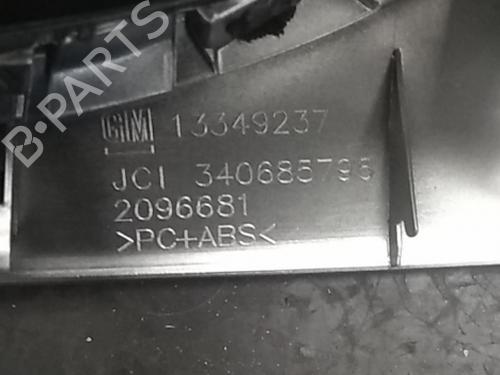 B-PARTS
GM 13349237
JCI 340685795
2096681
>PC+ABS<